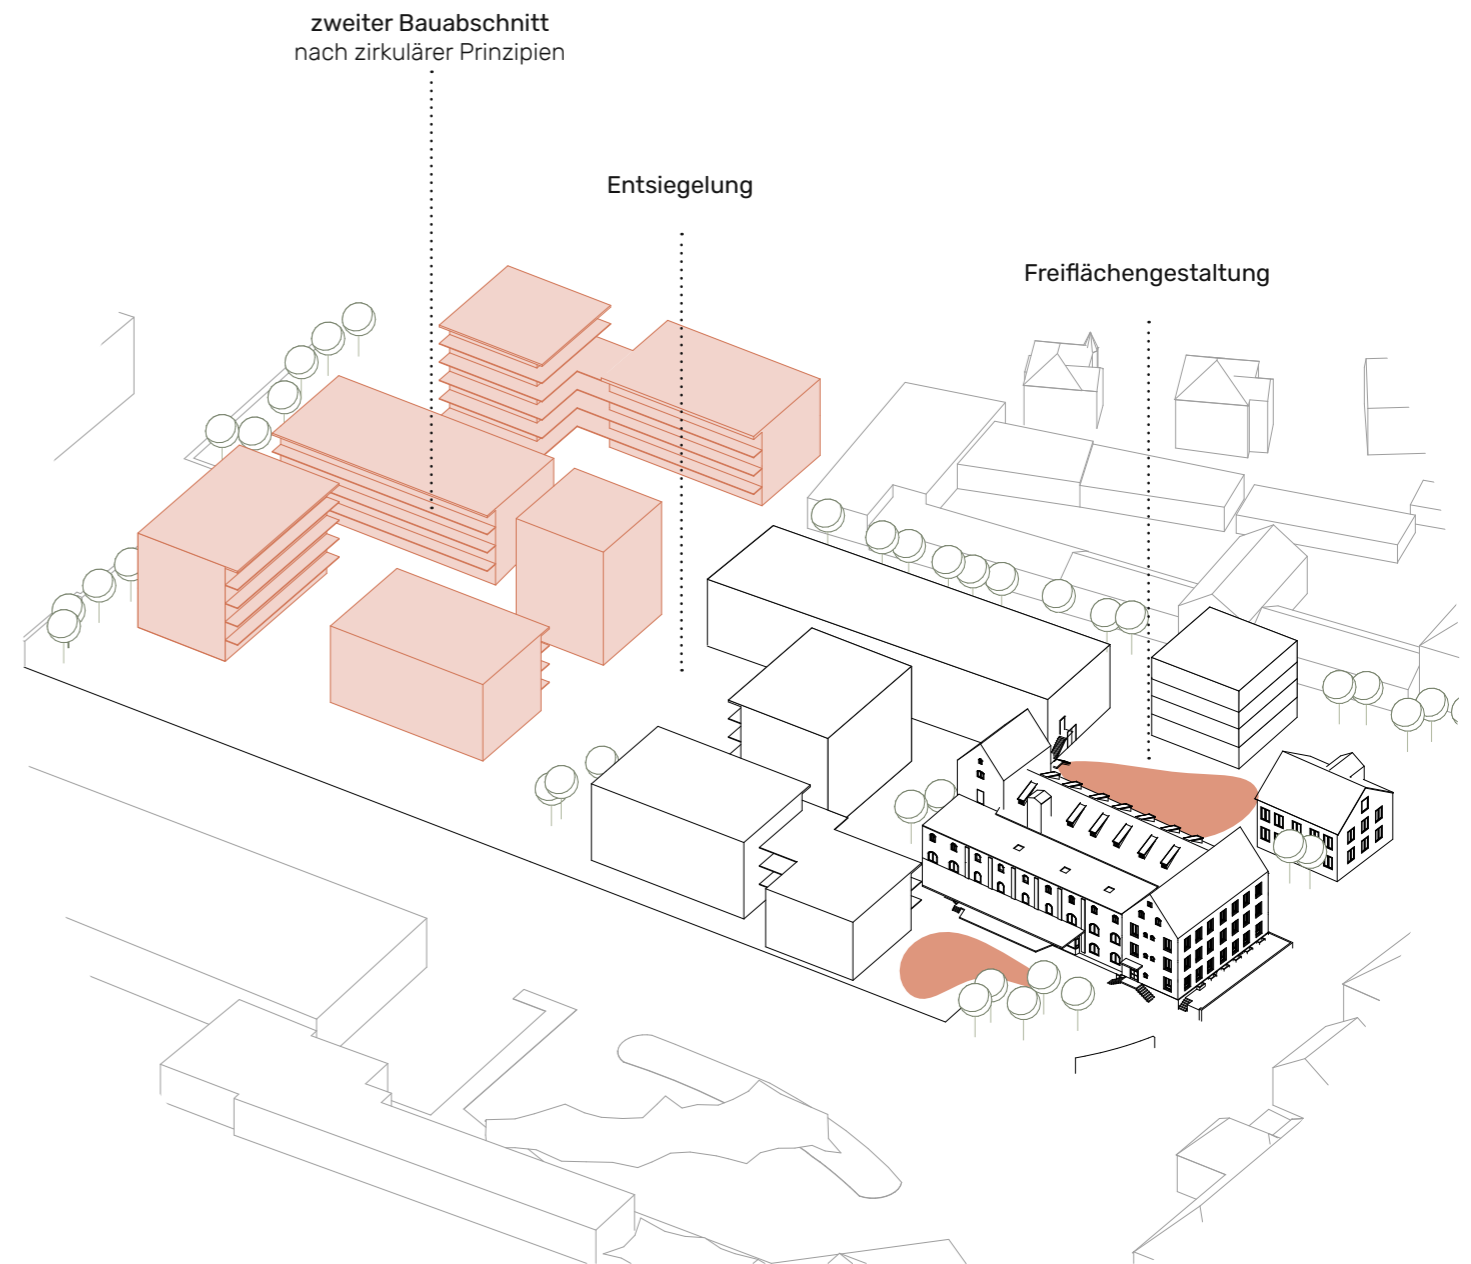 zweiter Bauabschnitt
nach zirkulärer Prinzipien
Entsiegelung
Freiflächengestaltung